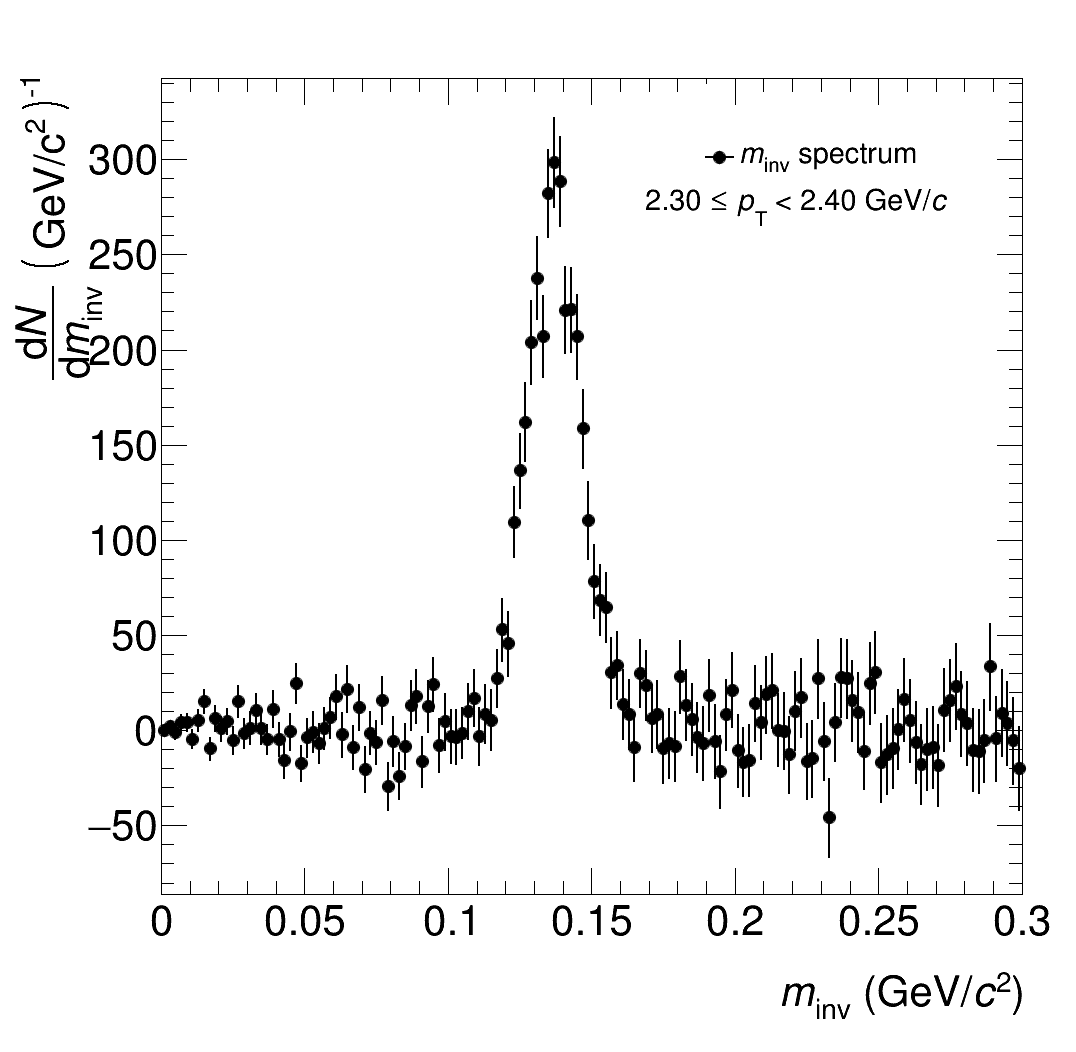 dN
dm_inv
(GeV/c²)⁻¹
300
250
200
150
100
50
0
−50
m_inv spectrum
2.30 ≤ p_T < 2.40 GeV/c
0 0.05 0.1 0.15 0.2 0.25 0.3
m_inv (GeV/c²)